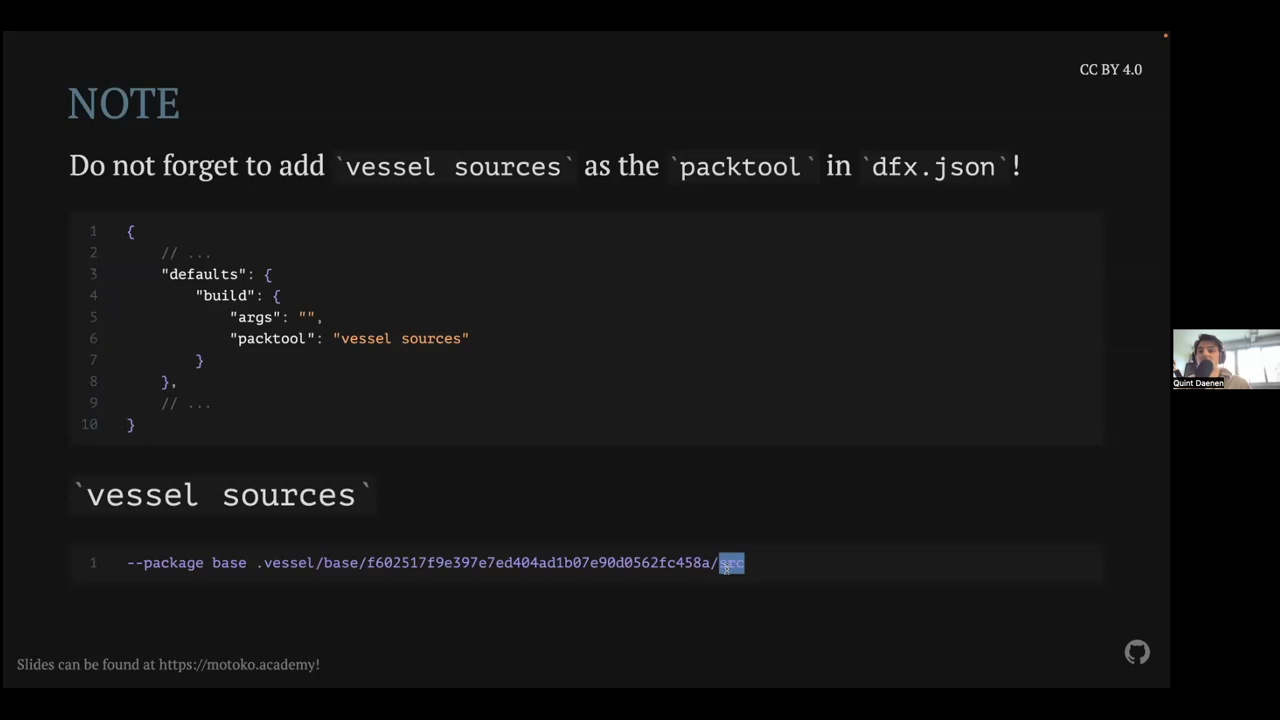 CC BY 4.0
NOTE
Do not forget to add `vessel sources` as the `packtool` in `dfx.json`!
1 {
2 // ...
3 "defaults": {
4 "build": {
5 "args": "",
6 "packtool": "vessel sources"
7 }
8 },
9 // ...
10 }
`vessel sources`
1 --package base .vessel/base/f602517f9e397e7ed404ad1b07e90d0562fc458a/src
Slides can be found at https://motoko.academy!
Quint Daenen